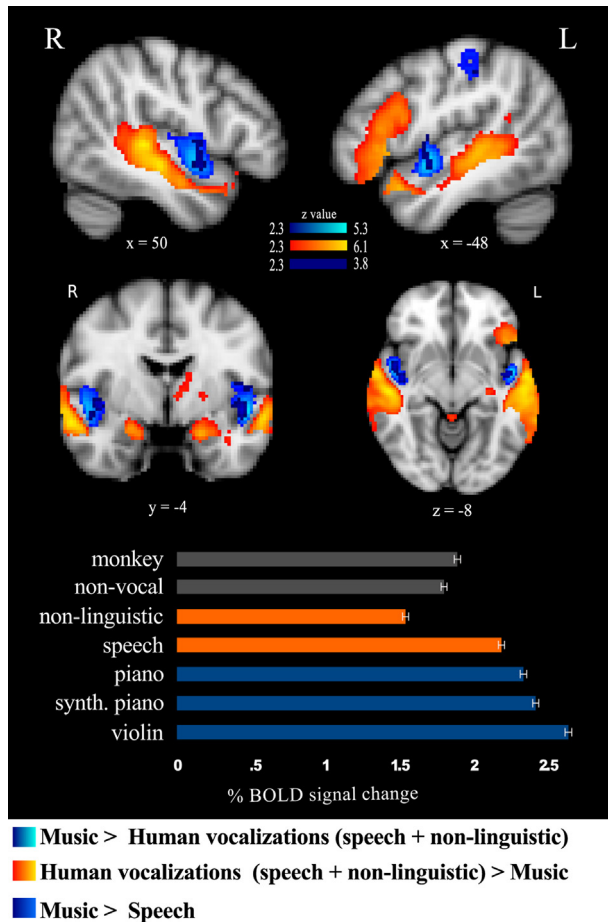 R
L
z value
2.3 5.3
2.3 6.1
2.3 3.8
x = 50
x = -48
R
L
y = -4
z = -8
monkey
non-vocal
non-linguistic
speech
piano
synth. piano
violin
0 .5 1 1.5 2 2.5
% BOLD signal change
Music > Human vocalizations (speech + non-linguistic)
Human vocalizations (speech + non-linguistic) > Music
Music > Speech